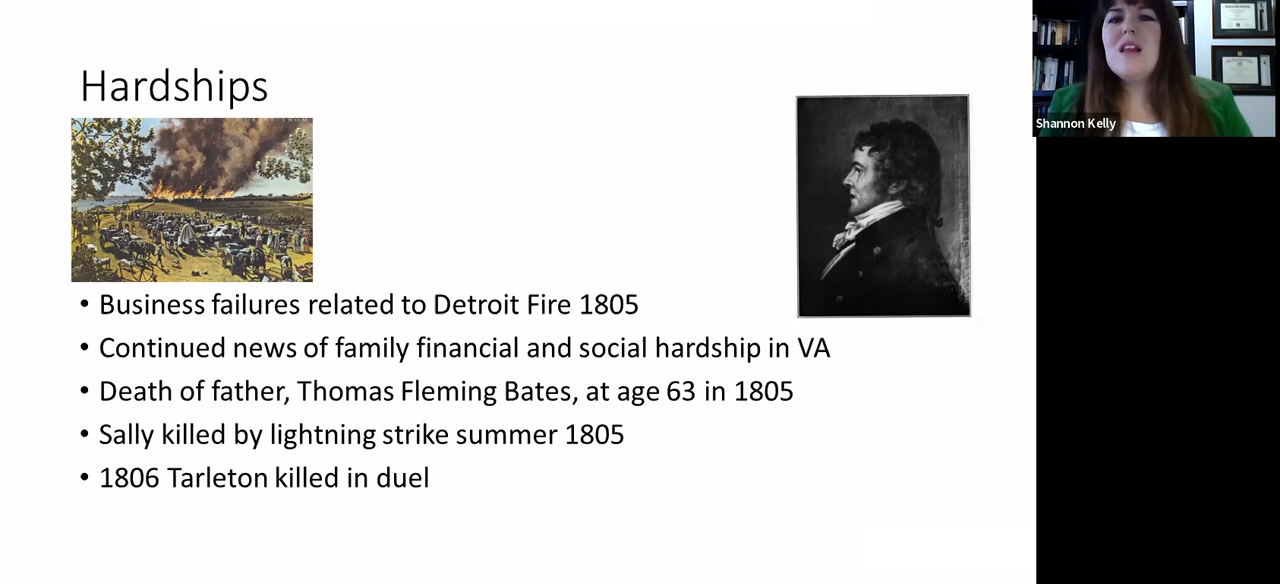 Hardships
• Business failures related to Detroit Fire 1805
• Continued news of family financial and social hardship in VA
• Death of father, Thomas Fleming Bates, at age 63 in 1805
• Sally killed by lightning strike summer 1805
• 1806 Tarleton killed in duel
Shannon Kelly